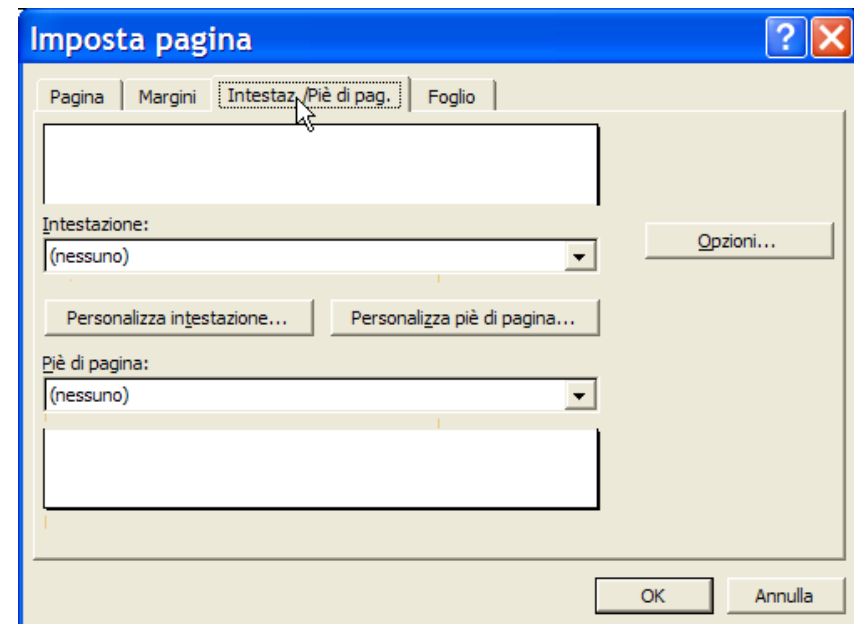 Imposta pagina
Pagina Margini Intestaz./Piè di pag. Foglio
Intestazione:
(nessuno)
Opzioni...
Personalizza intestazione... Personalizza piè di pagina...
Piè di pagina:
(nessuno)
OK Annulla